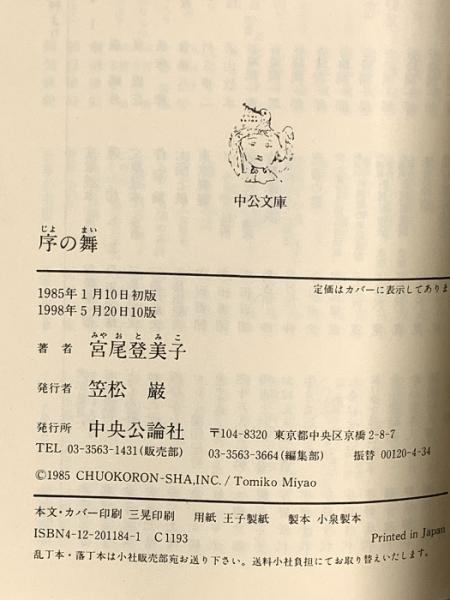 中公文庫
序の舞
じょ まい
1985年1月10日初版
1998年5月20日10版
定価はカバーに表示してありま
みや お と み こ
著者 宮尾登美子
発行者 笠松 巌
発行所 中央公論社 〒104-8320 東京都中央区京橋2-8-7
TEL 03-3563-1431(販売部) 03-3563-3664(編集部) 振替 00120-4-34
©1985 CHUOKORON-SHA,INC./Tomiko Miyao
本文・カバー印刷 三晃印刷 用紙 王子製紙 製本 小泉製本
ISBN4-12-201184-1 C1193 Printed in Japan
乱丁本・落丁本は小社販売部宛お送り下さい。送料小社負担にてお取り替えいたします。